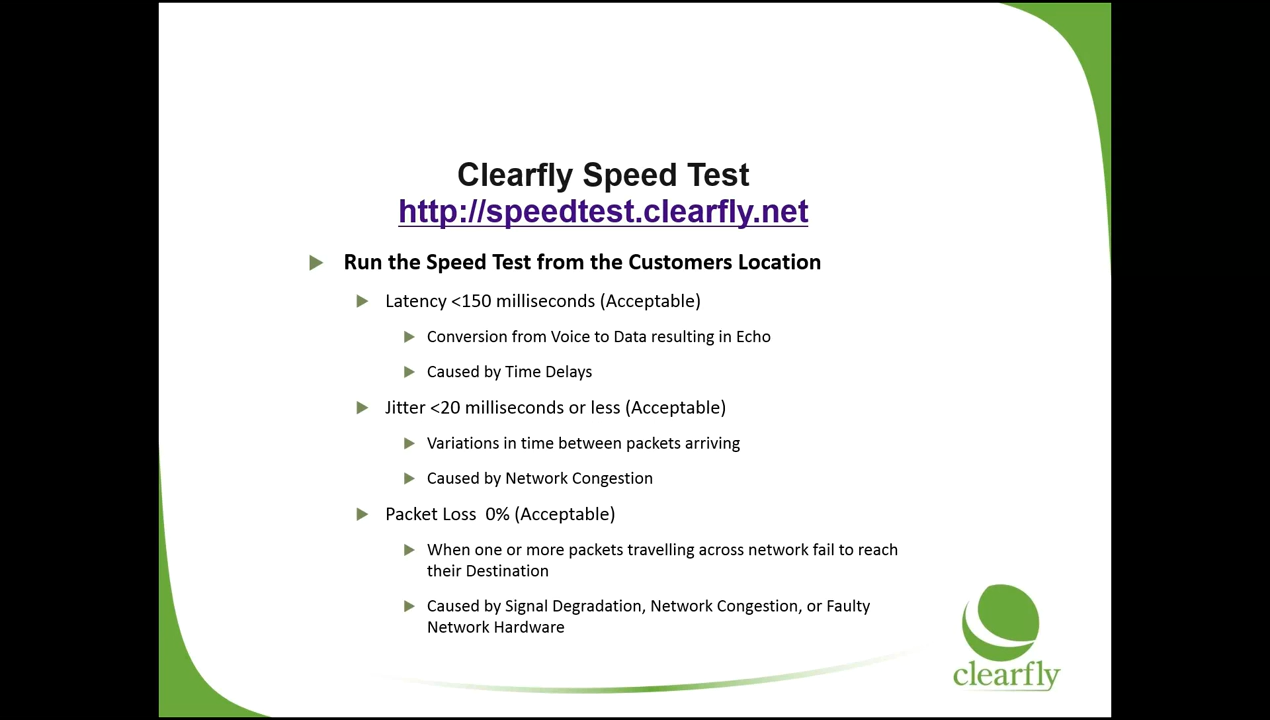 Clearfly Speed Test
http://speedtest.clearfly.net
Run the Speed Test from the Customers Location
Latency <150 milliseconds (Acceptable)
Conversion from Voice to Data resulting in Echo
Caused by Time Delays
Jitter <20 milliseconds or less (Acceptable)
Variations in time between packets arriving
Caused by Network Congestion
Packet Loss  0% (Acceptable)
When one or more packets travelling across network fail to reach
their Destination
Caused by Signal Degradation, Network Congestion, or Faulty
Network Hardware
clearfly